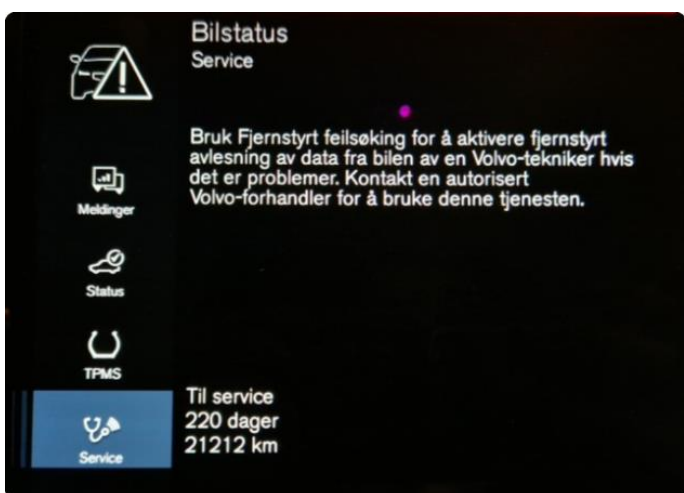 Bilstatus
Service
Bruk Fjernstyrt feilsøking for å aktivere fjernstyrt
avlesning av data fra bilen av en Volvo-tekniker hvis
det er problemer. Kontakt en autorisert
Volvo-forhandler for å bruke denne tjenesten.
Meldinger
Status
TPMS
Service
Til service
220 dager
21212 km